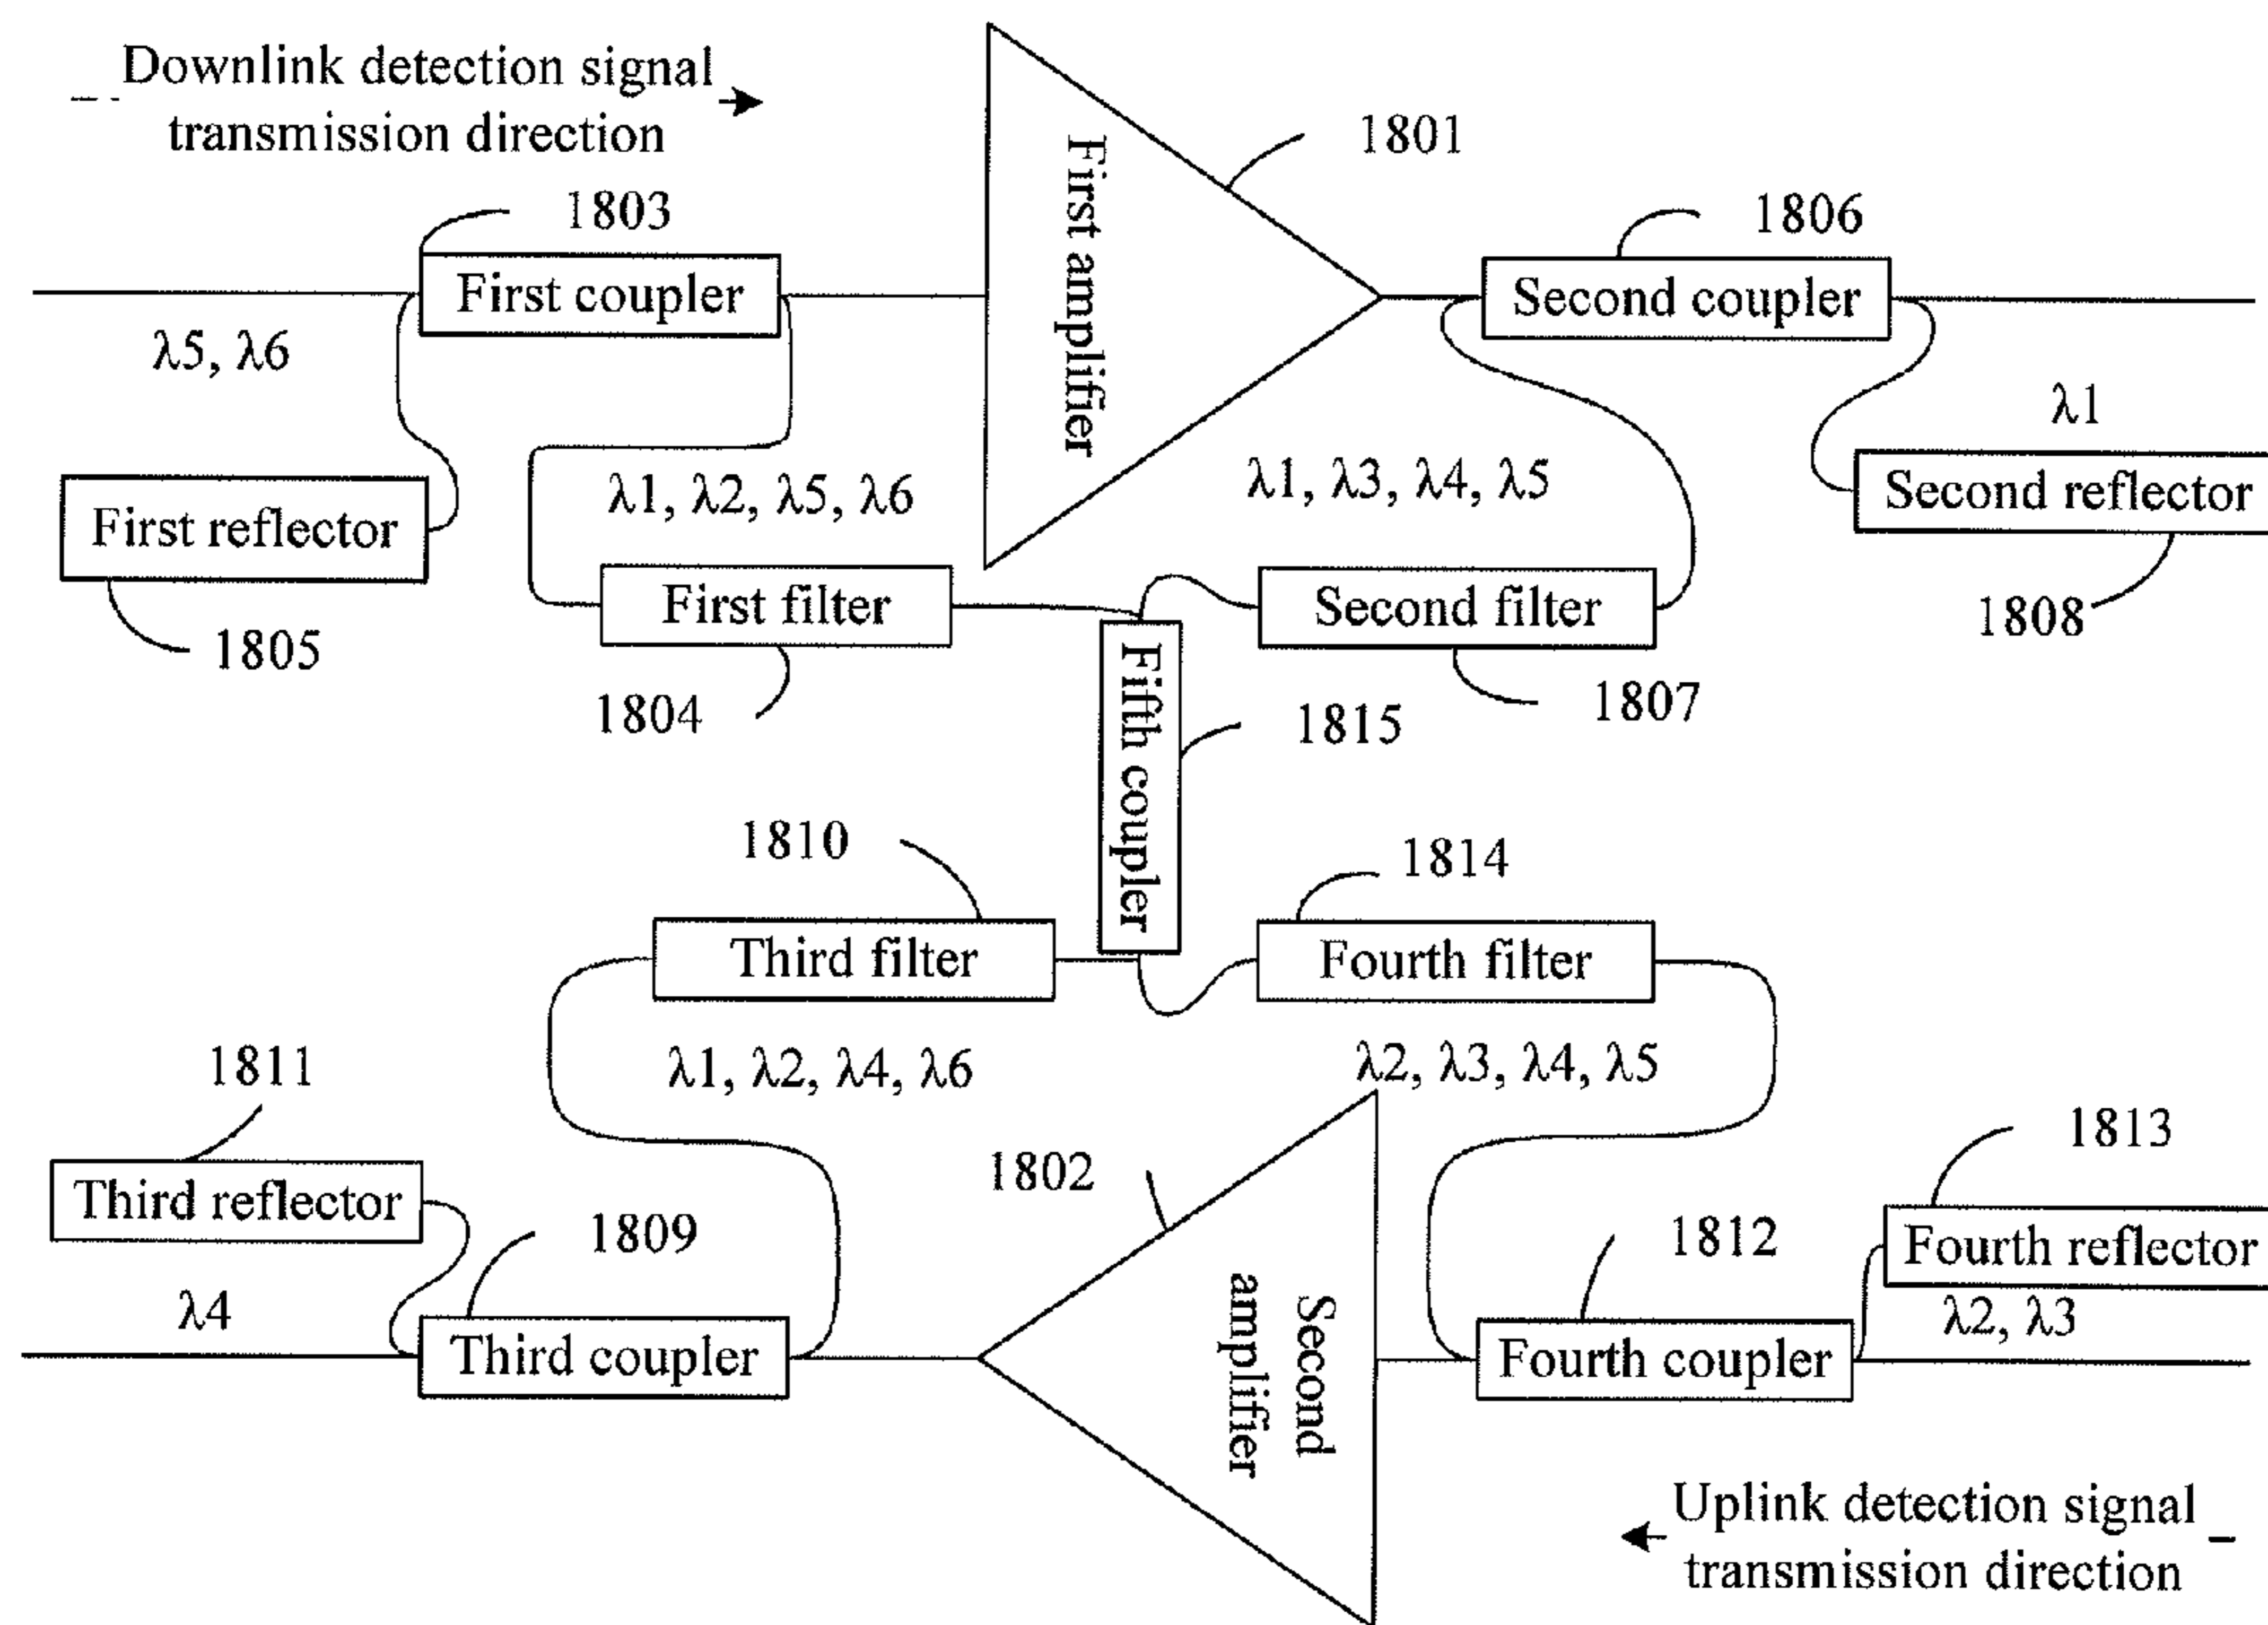 Downlink detection signal
transmission direction
1801
1803
1806
First coupler
First amplifier
Second coupler
λ5, λ6
λ1
λ1, λ2, λ5, λ6
λ1, λ3, λ4, λ5
First reflector
Second reflector
First filter
Second filter
1808
1805
1804
1807
Fifth coupler
1815
1810
1814
Third filter
Fourth filter
1811
λ1, λ2, λ4, λ6
λ2, λ3, λ4, λ5
1813
Third reflector
1802
1809
1812
Fourth reflector
λ4
λ2, λ3
Third coupler
Second
amplifier
Fourth coupler
Uplink detection signal
transmission direction